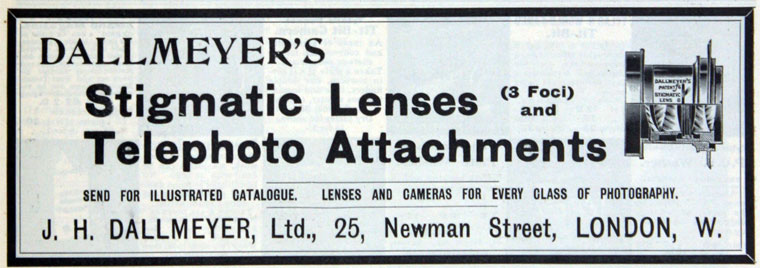 DALLMEYER'S
Stigmatic Lenses (3 Foci) and
Telephoto Attachments
DALLMEYER'S
PATENT
STIGMATIC
LENS
SEND FOR ILLUSTRATED CATALOGUE. LENSES AND CAMERAS FOR EVERY CLASS OF PHOTOGRAPHY.
J. H. DALLMEYER, Ltd., 25, Newman Street, LONDON, W.